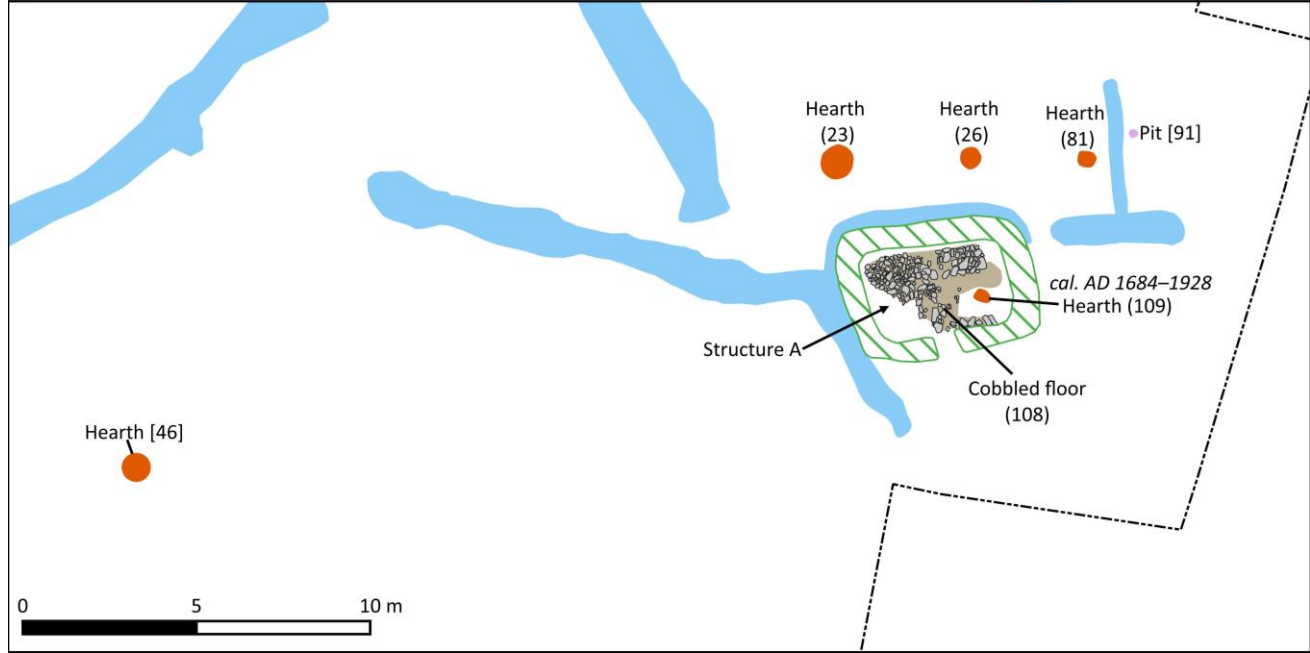 Hearth
(23)
Hearth
(26)
Hearth
(81)
Pit [91]
cal. AD 1684–1928
Hearth (109)
Structure A
Cobbled floor
(108)
Hearth [46]
0 5 10 m